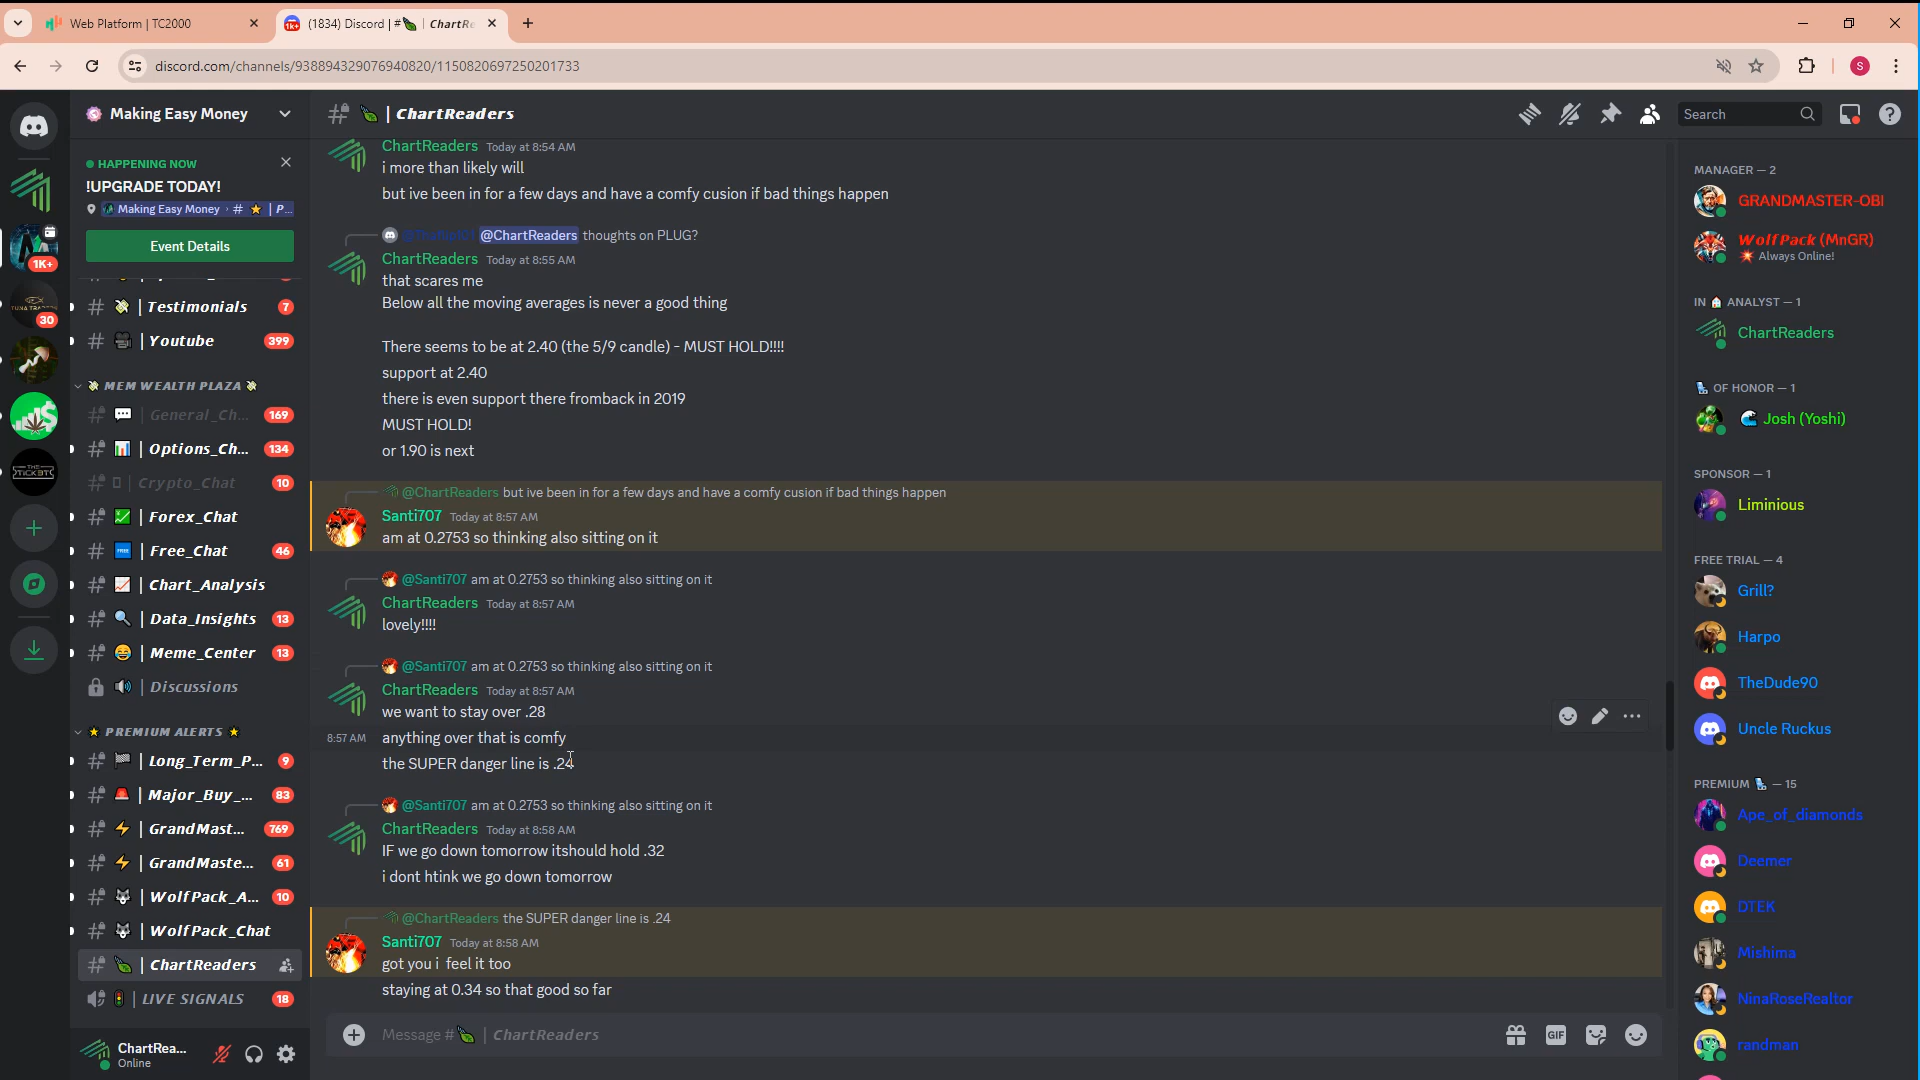 Web Platform | TC2000
(1834) Discord | # | ChartRe
discord.com/channels/938894329076940820/1150820697250201733
Making Easy Money
HAPPENING NOW
!UPGRADE TODAY!
Making Easy Money › # | P...
Event Details
1K+
30
# | Testimonials 7
# | Youtube 399
MEM WEALTH PLAZA
# | General_Ch... 169
# | Options_Ch... 134
# | Crypto_Chat 10
# | Forex_Chat
# FREE | Free_Chat 46
# | Chart_Analysis
# | Data_Insights 13
# | Meme_Center 13
| Discussions
PREMIUM ALERTS
# | Long_Term_P... 9
# | Major_Buy_... 83
# | GrandMast... 769
# | GrandMaste... 61
# | WolfPack_A... 10
# | WolfPack_Chat
# | ChartReaders
| LIVE SIGNALS 18
ChartRea...
Online
# | ChartReaders
Search
ChartReaders Today at 8:54 AM
i more than likely will
but ive been in for a few days and have a comfy cusion if bad things happen
@ChartReaders thoughts on PLUG?
ChartReaders Today at 8:55 AM
that scares me
Below all the moving averages is never a good thing
There seems to be at 2.40 (the 5/9 candle) - MUST HOLD!!!!
support at 2.40
there is even support there fromback in 2019
MUST HOLD!
or 1.90 is next
@ChartReaders but ive been in for a few days and have a comfy cusion if bad things happen
Santi707 Today at 8:57 AM
am at 0.2753 so thinking also sitting on it
@Santi707 am at 0.2753 so thinking also sitting on it
ChartReaders Today at 8:57 AM
lovely!!!!
@Santi707 am at 0.2753 so thinking also sitting on it
ChartReaders Today at 8:57 AM
we want to stay over .28
8:57 AM anything over that is comfy
the SUPER danger line is .24
@Santi707 am at 0.2753 so thinking also sitting on it
ChartReaders Today at 8:58 AM
IF we go down tomorrow itshould hold .32
i dont htink we go down tomorrow
@ChartReaders the SUPER danger line is .24
Santi707 Today at 8:58 AM
got you i feel it too
staying at 0.34 so that good so far
Message # | ChartReaders
GIF
MANAGER — 2
GRANDMASTER-OBI
WolfPack (MnGR)
Always Online!
IN ANALYST — 1
ChartReaders
OF HONOR — 1
Josh (Yoshi)
SPONSOR — 1
Liminious
FREE TRIAL — 4
Grill?
Harpo
TheDude90
Uncle Ruckus
PREMIUM — 15
Ape_of_diamonds
Deemer
DTEK
Mishima
NinaRoseRealtor
randman